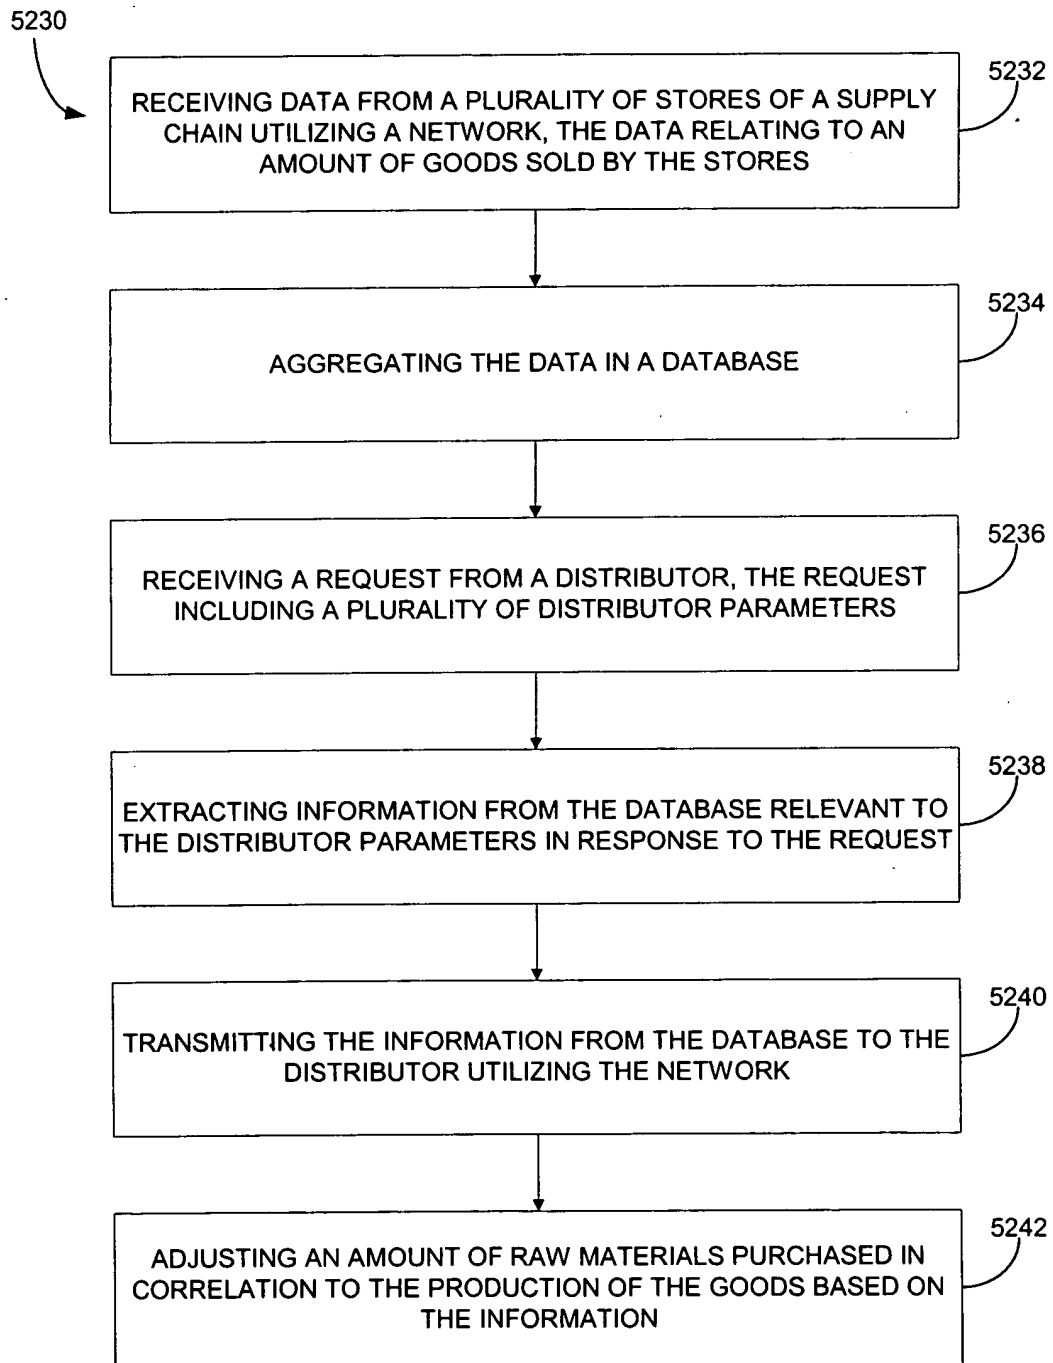 5230
5232
RECEIVING DATA FROM A PLURALITY OF STORES OF A SUPPLY
CHAIN UTILIZING A NETWORK, THE DATA RELATING TO AN
AMOUNT OF GOODS SOLD BY THE STORES
5234
AGGREGATING THE DATA IN A DATABASE
5236
RECEIVING A REQUEST FROM A DISTRIBUTOR, THE REQUEST
INCLUDING A PLURALITY OF DISTRIBUTOR PARAMETERS
5238
EXTRACTING INFORMATION FROM THE DATABASE RELEVANT TO
THE DISTRIBUTOR PARAMETERS IN RESPONSE TO THE REQUEST
5240
TRANSMITTING THE INFORMATION FROM THE DATABASE TO THE
DISTRIBUTOR UTILIZING THE NETWORK
5242
ADJUSTING AN AMOUNT OF RAW MATERIALS PURCHASED IN
CORRELATION TO THE PRODUCTION OF THE GOODS BASED ON
THE INFORMATION